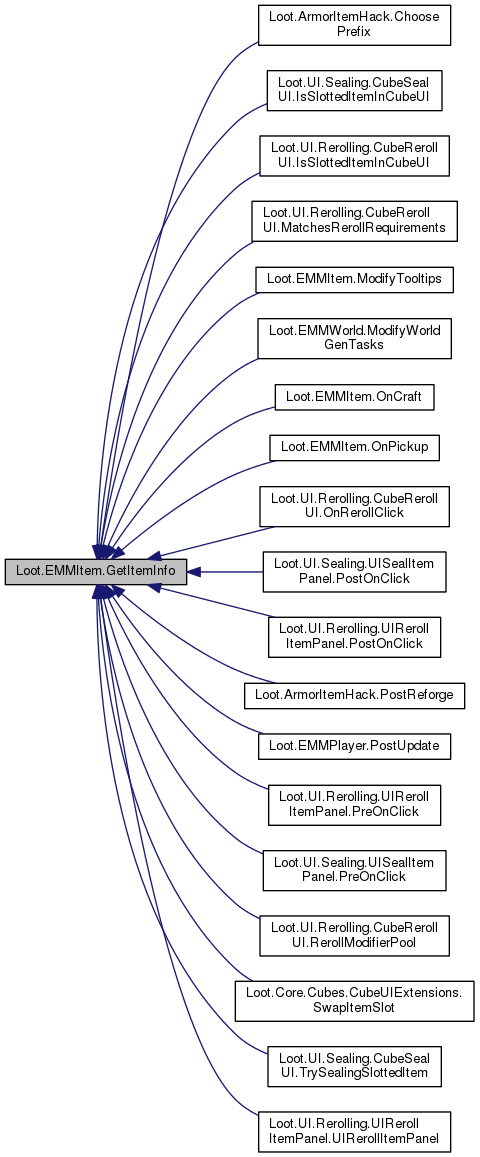 Loot.ArmorItemHack.Choose
Prefix
Loot.UI.Sealing.CubeSeal
UI.IsSlottedItemInCubeUI
Loot.UI.Rerolling.CubeReroll
UI.IsSlottedItemInCubeUI
Loot.UI.Rerolling.CubeReroll
UI.MatchesRerollRequirements
Loot.EMMItem.ModifyTooltips
Loot.EMMWorld.ModifyWorld
GenTasks
Loot.EMMItem.OnCraft
Loot.EMMItem.OnPickup
Loot.UI.Rerolling.CubeReroll
UI.OnRerollClick
Loot.EMMItem.GetItemInfo
Loot.UI.Sealing.UISealItem
Panel.PostOnClick
Loot.UI.Rerolling.UIReroll
ItemPanel.PostOnClick
Loot.ArmorItemHack.PostReforge
Loot.EMMPlayer.PostUpdate
Loot.UI.Rerolling.UIReroll
ItemPanel.PreOnClick
Loot.UI.Sealing.UISealItem
Panel.PreOnClick
Loot.UI.Rerolling.CubeReroll
UI.RerollModifierPool
Loot.Core.Cubes.CubeUIExtensions.
SwapItemSlot
Loot.UI.Sealing.CubeSeal
UI.TrySealingSlottedItem
Loot.UI.Rerolling.UIReroll
ItemPanel.UIRerollItemPanel